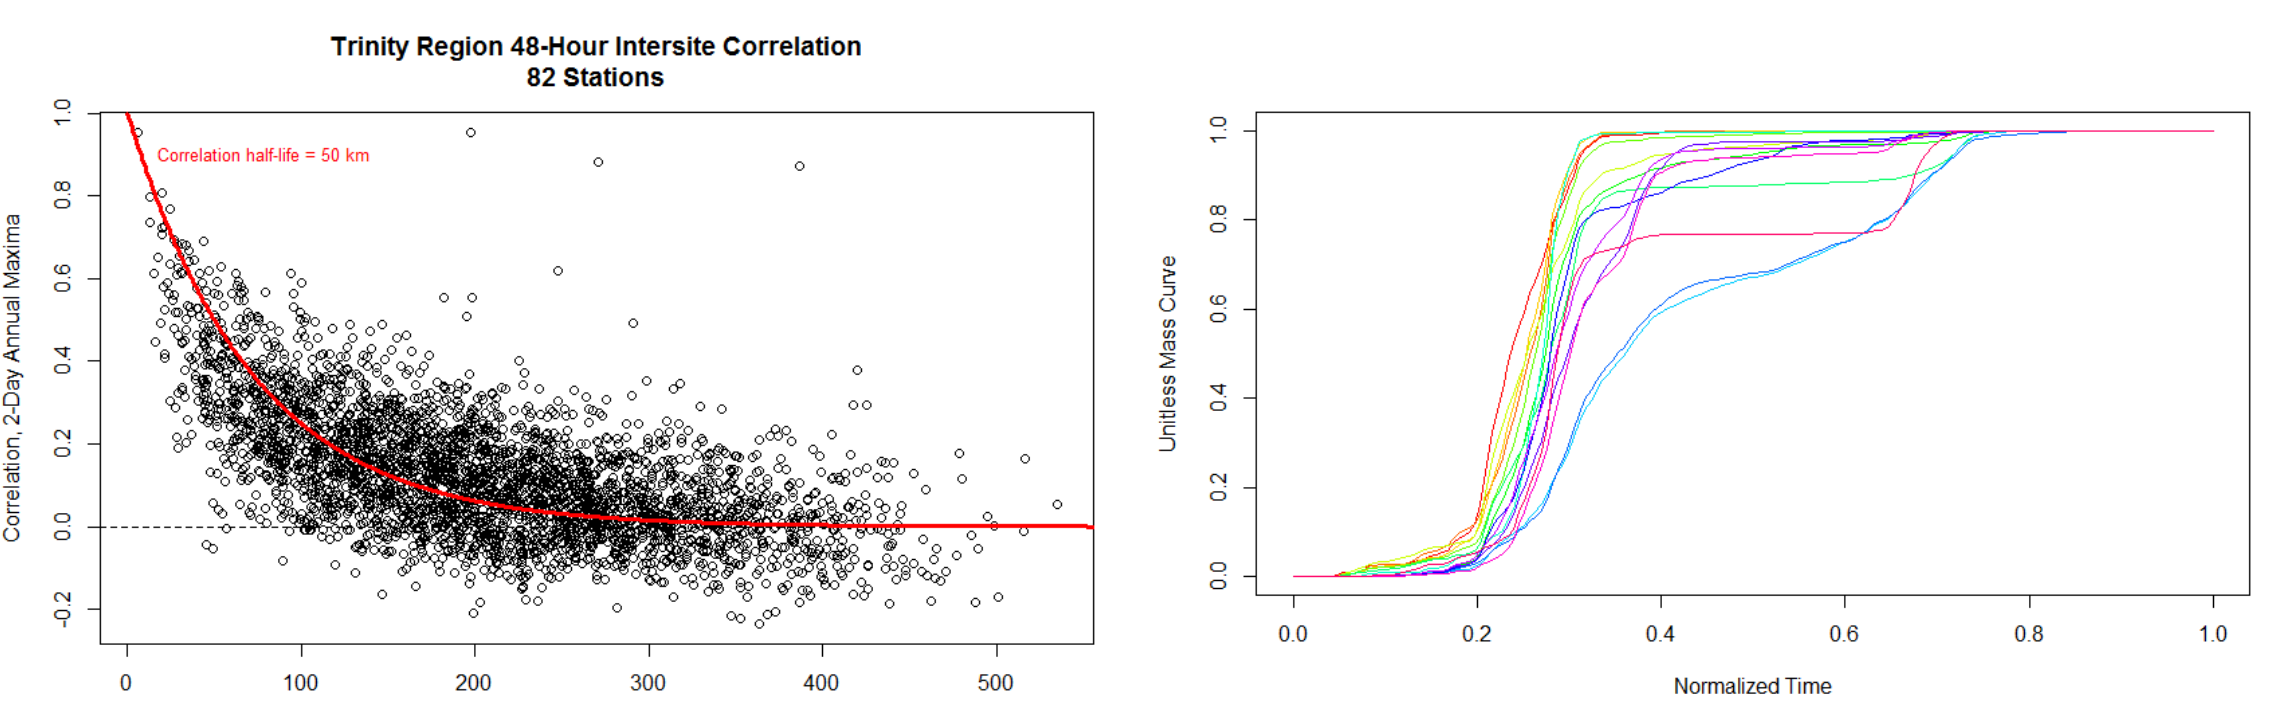 Trinity Region 48-Hour Intersite Correlation
82 Stations
Correlation, 2-Day Annual Maxima
1.0
0.8
0.6
0.4
0.2
0.0
-0.2
Correlation half-life = 50 km
0 100 200 300 400 500
Unitless Mass Curve
1.0
0.8
0.6
0.4
0.2
0.0
0.0 0.2 0.4 0.6 0.8 1.0
Normalized Time